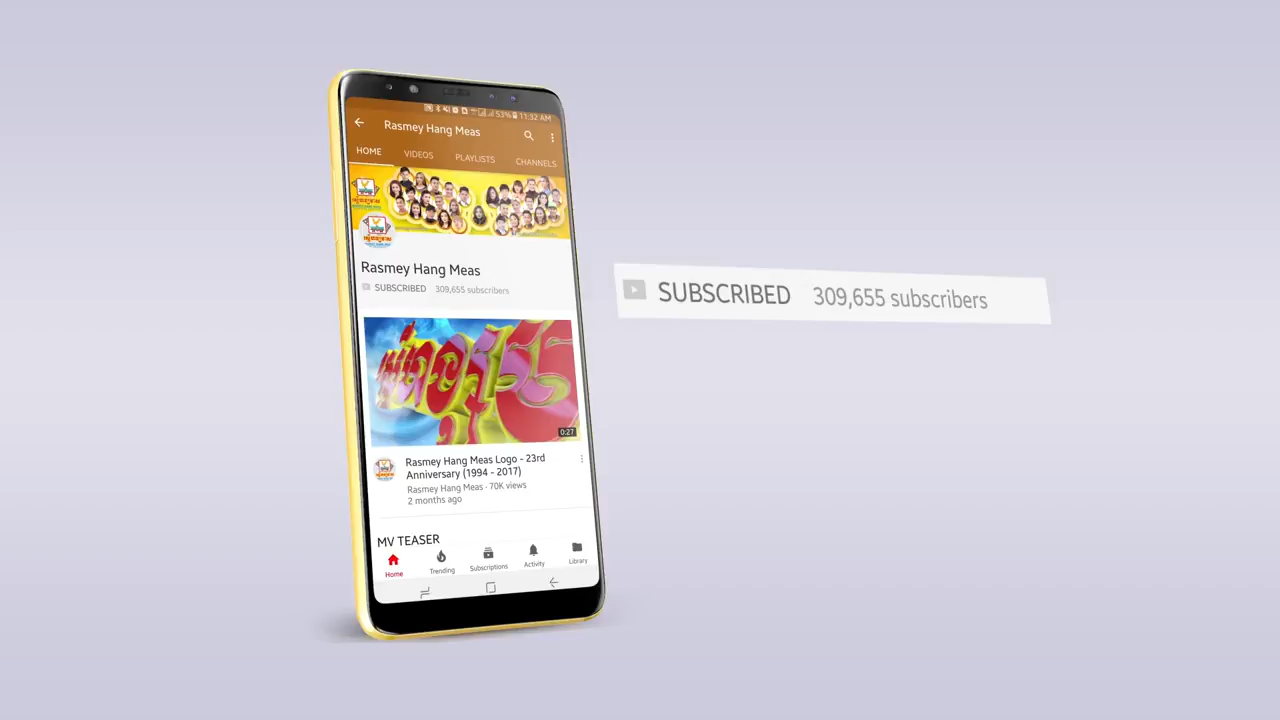 53% 11:32 AM
Rasmey Hang Meas
HOME VIDEOS PLAYLISTS CHANNELS
Rasmey Hang Meas
SUBSCRIBED 309,655 subscribers
SUBSCRIBED 309,655 subscribers
0:27
Rasmey Hang Meas Logo - 23rd
Anniversary (1994 - 2017)
Rasmey Hang Meas · 70K views
2 months ago
MV TEASER
Home Trending Subscriptions Activity Library